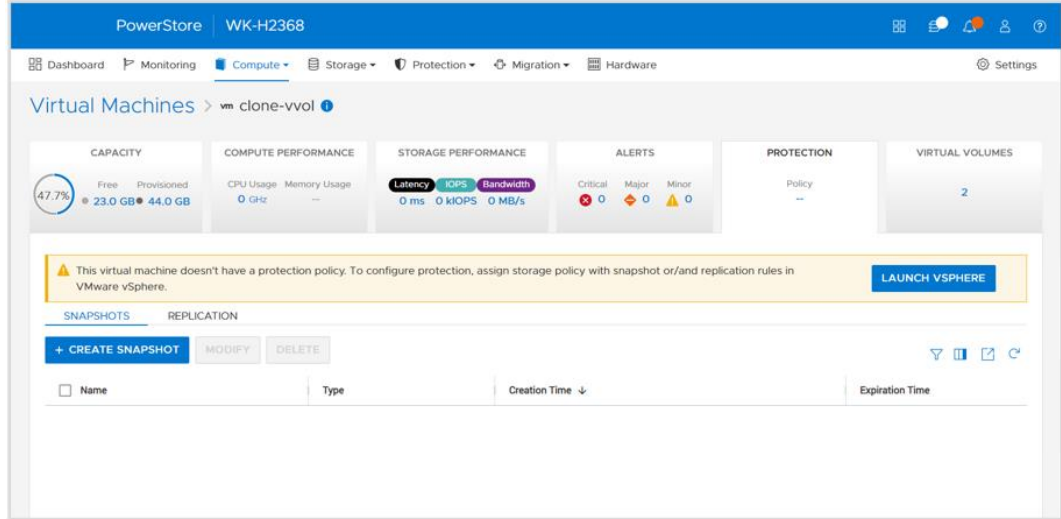 PowerStore WK-H2368
Dashboard Monitoring Compute Storage Protection Migration Hardware Settings
Virtual Machines > vm clone-vvol
CAPACITY COMPUTE PERFORMANCE STORAGE PERFORMANCE ALERTS PROTECTION VIRTUAL VOLUMES
Free Provisioned CPU Usage Memory Usage Latency IOPS Bandwidth Critical Major Minor Policy
47.7% 23.0 GB 44.0 GB 0 GHz -- 0 ms 0 kIOPS 0 MB/s 0 0 0 -- 2
This virtual machine doesn't have a protection policy. To configure protection, assign storage policy with snapshot or/and replication rules in
VMware vSphere.
LAUNCH VSPHERE
SNAPSHOTS REPLICATION
+ CREATE SNAPSHOT MODIFY DELETE
Name Type Creation Time Expiration Time